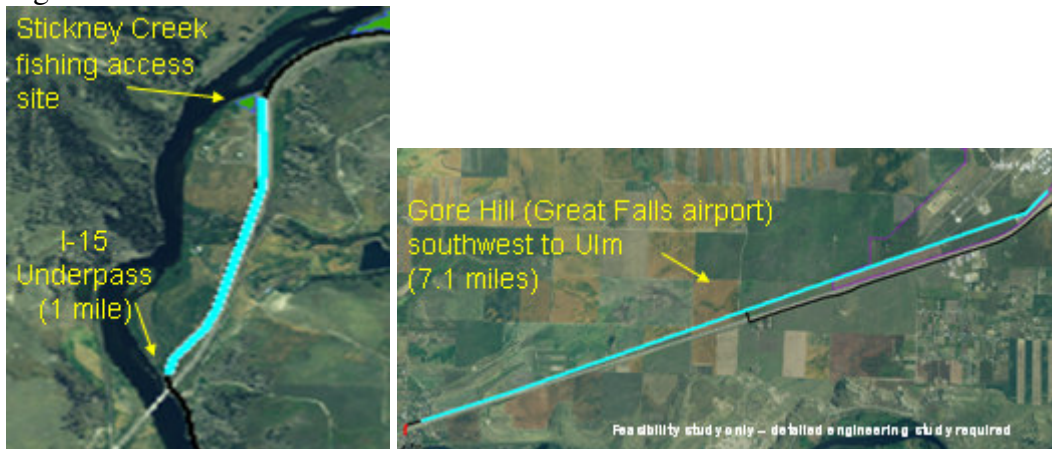 Stickney Creek
fishing access
site
I-15
Underpass
(1 mile)
Gore Hill (Great Falls airport)
southwest to Ulm
(7.1 miles)
Feasibility study only – detailed engineering study required